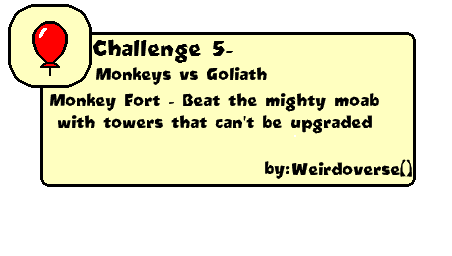 Challenge 5-
Monkeys vs Goliath
Monkey Fort - Beat the mighty moab
with towers that can't be upgraded
by:Weirdoverse()